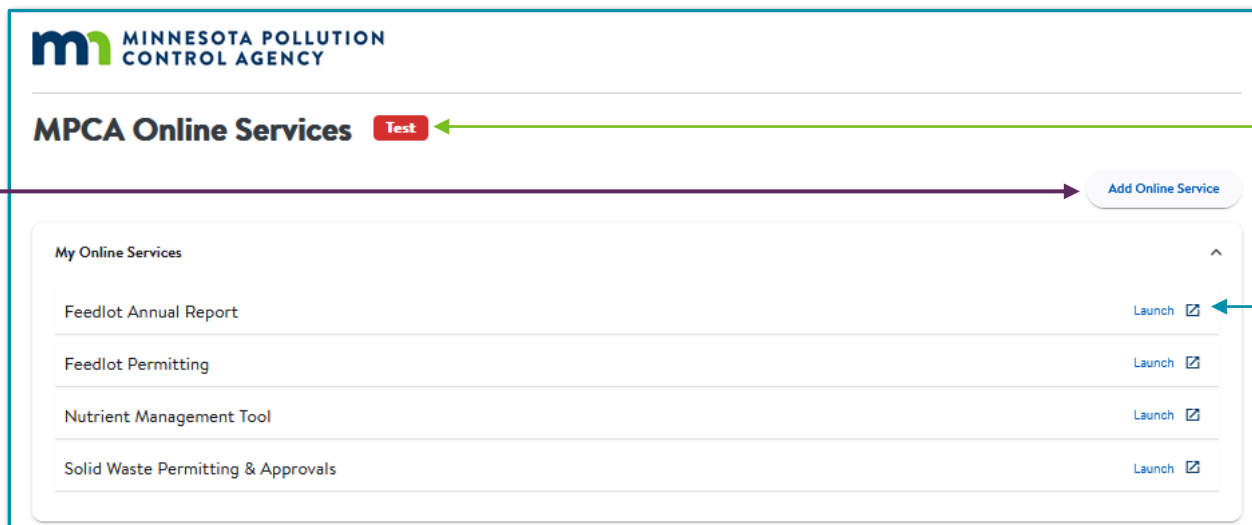 MINNESOTA POLLUTION
CONTROL AGENCY
MPCA Online Services Test
Add Online Service
My Online Services
Feedlot Annual Report Launch
Feedlot Permitting Launch
Nutrient Management Tool Launch
Solid Waste Permitting & Approvals Launch